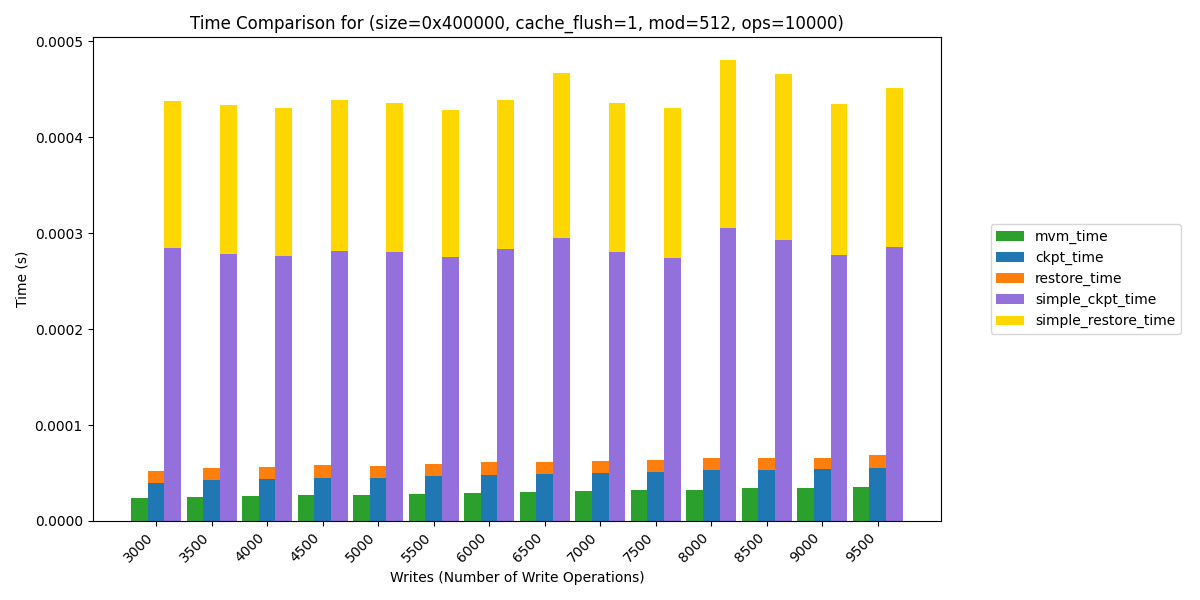 Time Comparison for (size=0x400000, cache_flush=1, mod=512, ops=10000)
Time (s)
0.0005
0.0004
0.0003
0.0002
0.0001
0.0000
3000 3500 4000 4500 5000 5500 6000 6500 7000 7500 8000 8500 9000 9500
Writes (Number of Write Operations)
mvm_time
ckpt_time
restore_time
simple_ckpt_time
simple_restore_time